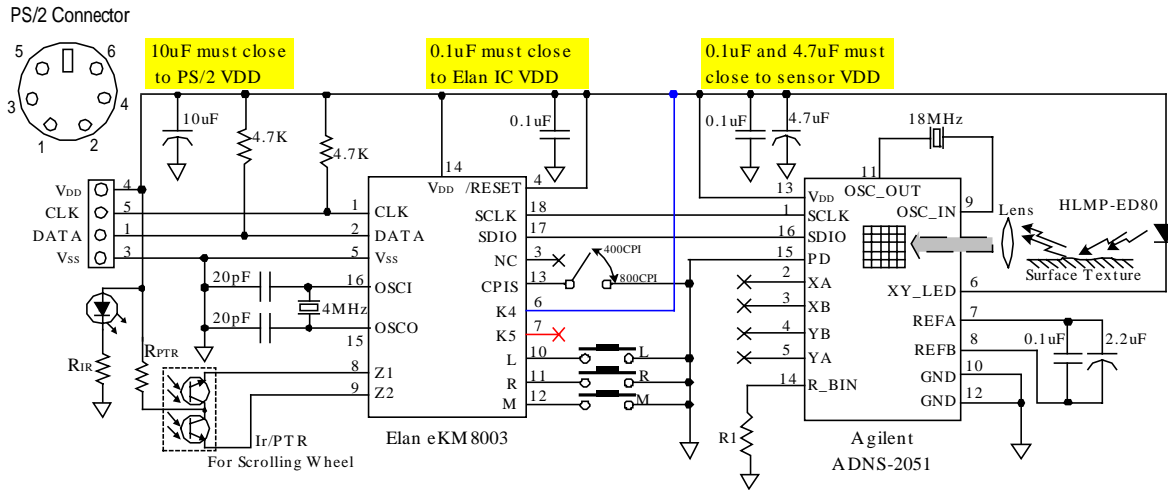 PS/2 Connector
5
6
3
4
1
2
10uF must close
to PS/2 VDD
0.1uF must close
to Elan IC VDD
0.1uF and 4.7uF must
close to sensor VDD
10uF
4.7K
4.7K
0.1uF
0.1uF
4.7uF
18MHz
VDD
4
CLK
5
DATA
1
VSS
3
14
VDD
/RESET
4
1
CLK
SCLK
18
2
DATA
SDIO
17
5
VSS
NC
3
16
OSCI
CPIS
13
OSCO
15
K4
6
K5
7
L
10
8
Z1
R
11
9
Z2
M
12
Elan eKM8003
20pF
20pF
4MHz
RIR
RPTR
Ir/PTR
For Scrolling Wheel
400CPI
800CPI
L
R
M
11
OSC_OUT
13
VDD
OSC_IN
9
1
SCLK
16
SDIO
15
PD
2
XA
XY_LED
6
3
XB
REFA
7
4
YB
REFB
8
5
YA
GND
10
14
R_BIN
GND
12
R1
Agilent
ADNS-2051
Lens
HLMP-ED80
Surface Texture
0.1uF
2.2uF